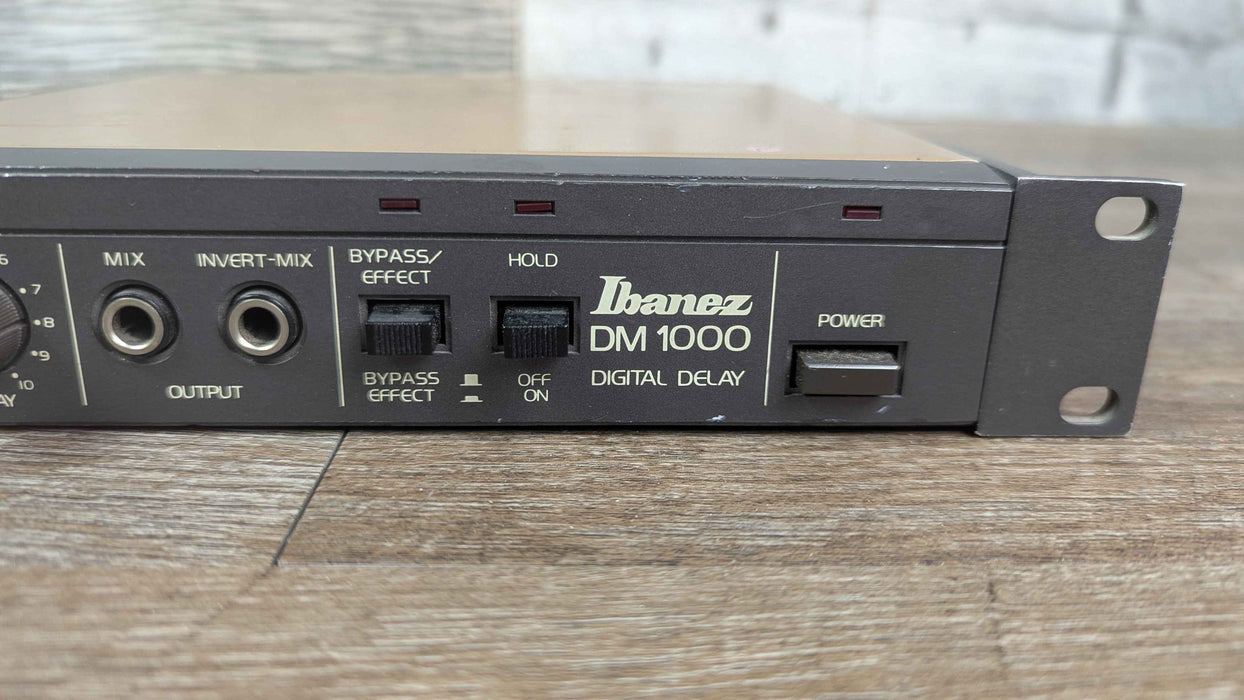 6
7
8
9
10
AY
MIX
INVERT-MIX
OUTPUT
BYPASS/
EFFECT
BYPASS
EFFECT
HOLD
OFF
ON
Ibanez
DM 1000
DIGITAL DELAY
POWER